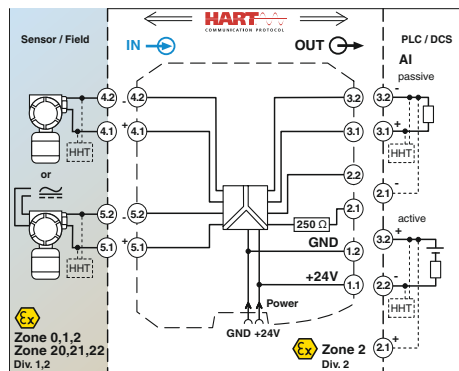 HART
COMMUNICATION PROTOCOL
Sensor / Field
IN
OUT
PLC / DCS
AI
passive
4.2
-
4.2
3.2
3.2
-
4.1
+
4.1
3.1
3.1
+
HHT
HHT
or
2.2
2.1
-
5.2
-
5.2
2.1
active
250 Ω
3.2
+
5.1
+
5.1
GND
1.2
HHT
+24V
1.1
2.2
-
HHT
Power
Ex
Zone 0,1,2
Zone 20,21,22
Div. 1,2
GND +24V
Ex
Zone 2
Div. 2
2.1
+